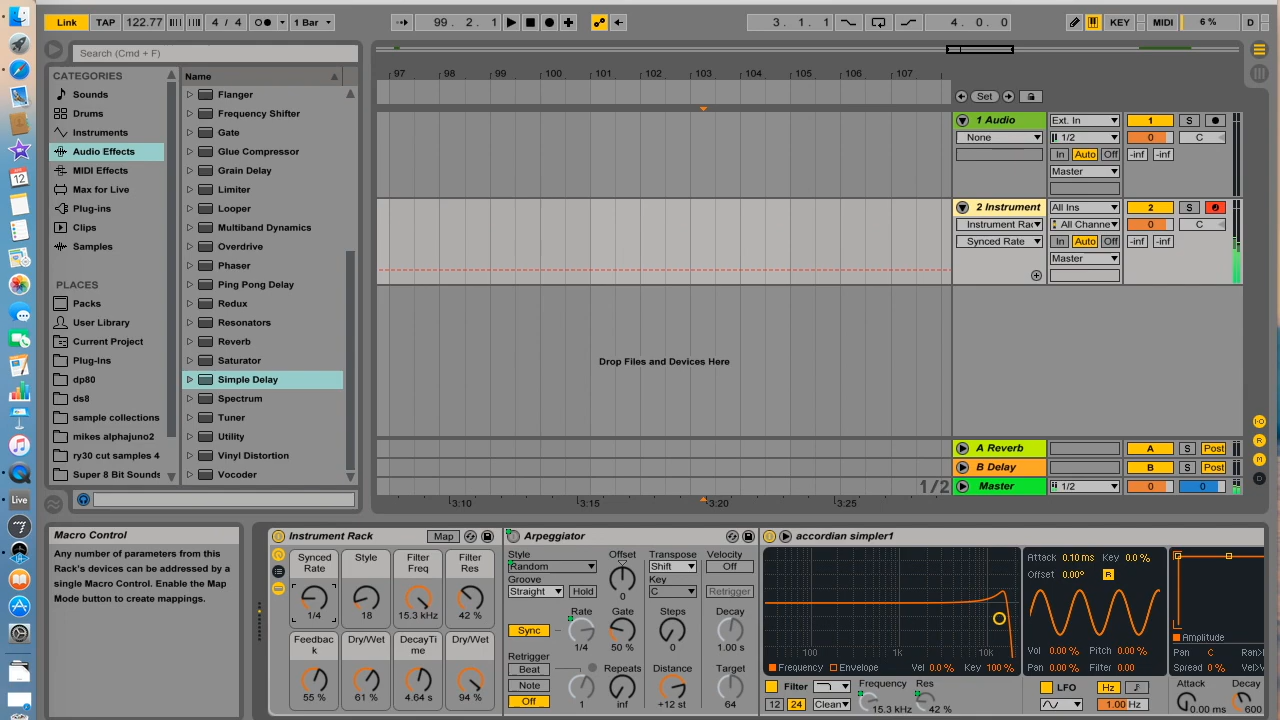 Link TAP 122.77 4 / 4 1 Bar 99 . 2 . 1 3 . 1 . 1 4 . 0 . 0 KEY MIDI 6 % D
Search (Cmd + F)
CATEGORIES
Sounds
Drums
Instruments
Audio Effects
MIDI Effects
Max for Live
Plug-ins
Clips
Samples
PLACES
Packs
User Library
Current Project
Plug-Ins
dp80
ds8
sample collections
mikes alphajuno2
ry30 cut samples 4
Super 8 Bit Sounds
Name
Flanger
Frequency Shifter
Gate
Glue Compressor
Grain Delay
Limiter
Looper
Multiband Dynamics
Overdrive
Phaser
Ping Pong Delay
Redux
Resonators
Reverb
Saturator
Simple Delay
Spectrum
Tuner
Utility
Vinyl Distortion
Vocoder
97 98 99 100 101 102 103 104 105 106 107
Set
1 Audio Ext. In 1 S
None 1/2 0 C
In Auto Off -inf -inf
Master
2 Instrument All Ins 2 S
Instrument Rac All Channe 0 C
Synced Rate In Auto Off -inf -inf
Master
Drop Files and Devices Here
A Reverb A S Post
B Delay B S Post
1/2 Master 1/2 0 0
3:10 3:15 3:20 3:25
Live
Macro Control
Any number of parameters from this
Rack's devices can be addressed by a
single Macro Control. Enable the Map
Mode button to create mappings.
Instrument Rack Map
Synced Rate Style Filter Freq Filter Res
1/4 18 15.3 kHz 42 %
Feedbac k Dry/Wet DecayTi me Dry/Wet
55 % 61 % 4.64 s 94 %
Arpeggiator
Style Offset Transpose Velocity
Random Shift Off
Groove Key Retrigger
Straight Hold 0 C
Rate Gate Steps Decay
Sync 1/4 50 % 0 1.00 s
Retrigger Repeats Distance Target
Beat
Note
Off 1 inf +12 st 64
accordian simpler1
100 1k 10k
Frequency Envelope Vel 0.0 % Key 100 %
Filter Frequency Res
12 24 Clean 15.3 kHz 42 %
Attack 0.10 ms Key 0.0 %
Offset 0.00° R
Vol 0.00 % Pitch 0.00 %
Pan 0.00 % Filter 0.00
LFO Hz
1.00 Hz
Amplitude
Pan C
Spread 0 %
Attack Decay
0.00 ms 600